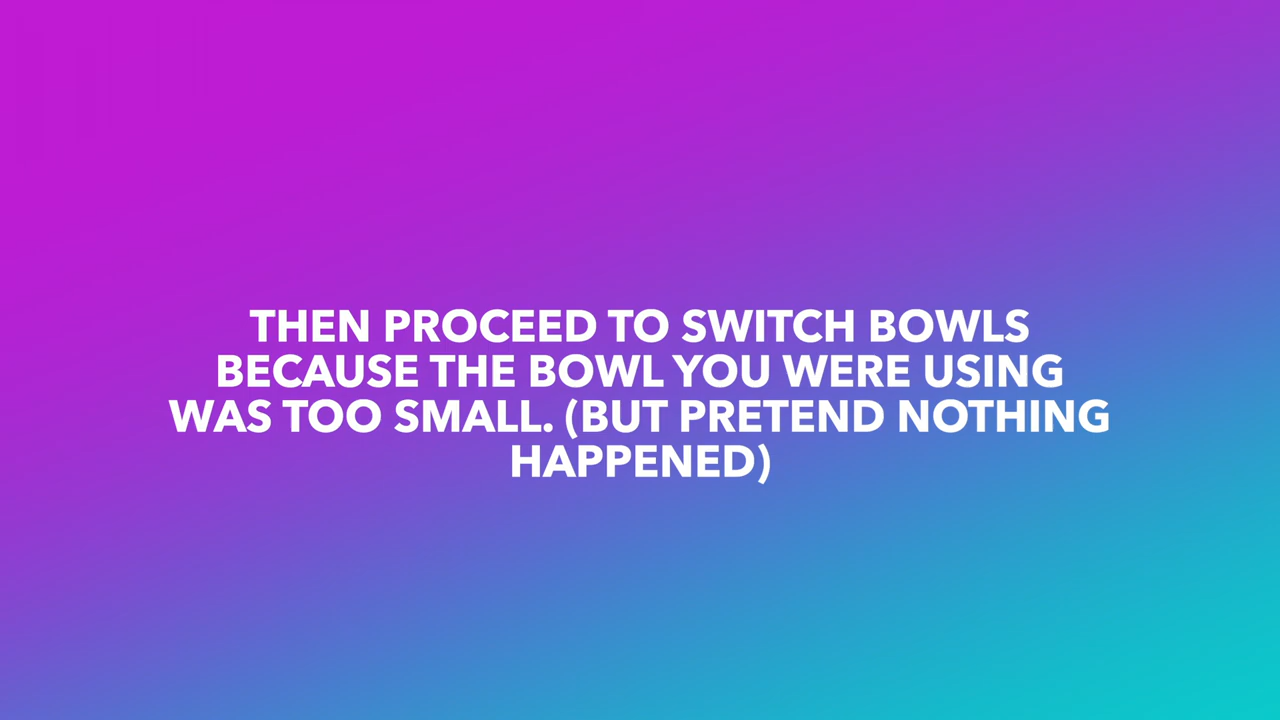 THEN PROCEED TO SWITCH BOWLS
BECAUSE THE BOWL YOU WERE USING
WAS TOO SMALL. (BUT PRETEND NOTHING
HAPPENED)